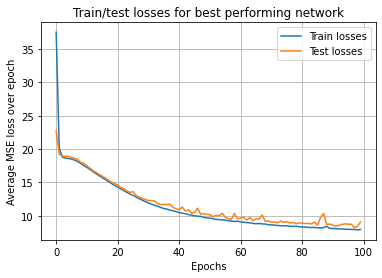 Train/test losses for best performing network
Train losses
Test losses
Average MSE loss over epoch
35
30
25
20
15
10
0
20
40
60
80
100
Epochs